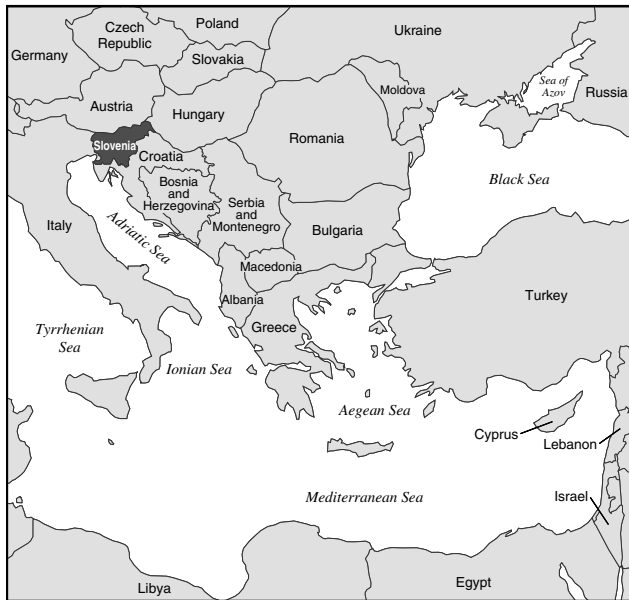 Poland
Czech
Republic
Ukraine
Germany
Slovakia
Sea of
Azov
Russia
Moldova
Austria
Hungary
Romania
Slovenia
Croatia
Black Sea
Bosnia
and
Herzegovina
Serbia
and
Montenegro
Italy
Adriatic Sea
Bulgaria
Macedonia
Turkey
Albania
Greece
Tyrrhenian
Sea
Ionian Sea
Aegean Sea
Cyprus
Lebanon
Mediterranean Sea
Israel
Libya
Egypt